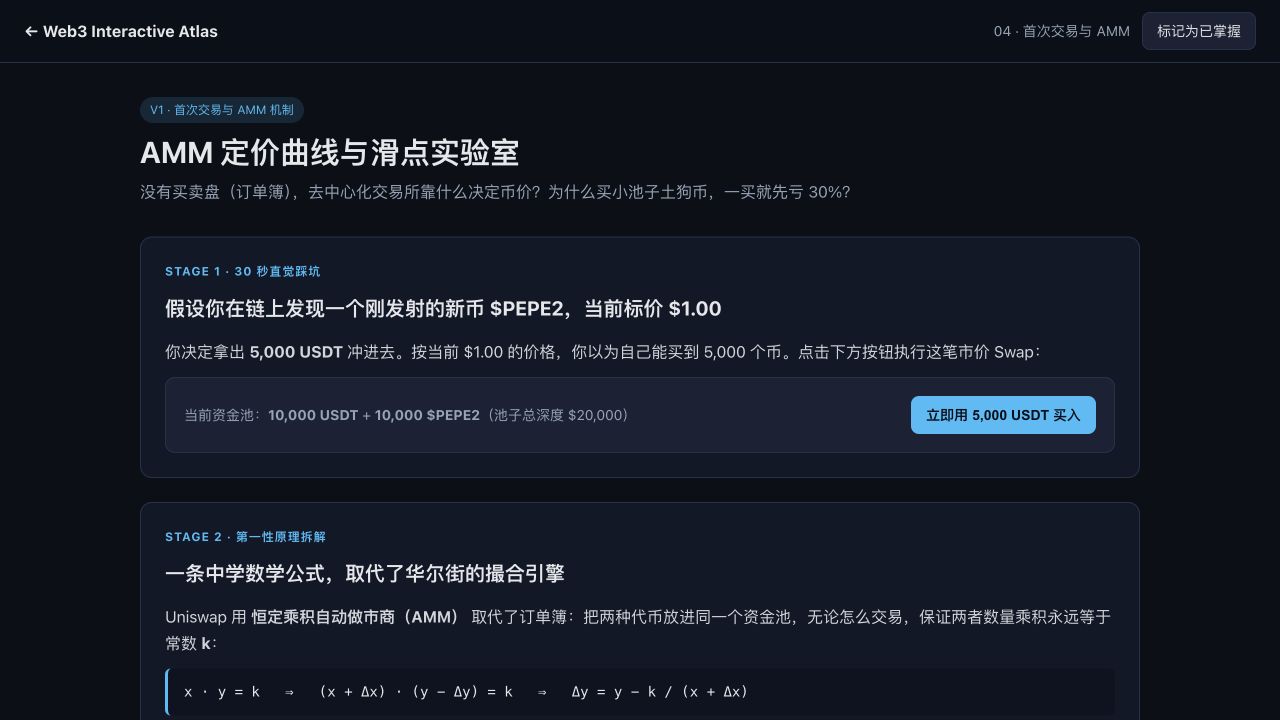 ← Web3 Interactive Atlas
04 · 首次交易与 AMM
标记为已掌握
V1 · 首次交易与 AMM 机制
AMM 定价曲线与滑点实验室
没有买卖盘（订单簿），去中心化交易所靠什么决定币价？为什么买小池子土狗币，一买就先亏 30%？
STAGE 1 · 30 秒直觉踩坑
假设你在链上发现一个刚发射的新币 $PEPE2，当前标价 $1.00
你决定拿出 5,000 USDT 冲进去。按当前 $1.00 的价格，你以为自己能买到 5,000 个币。点击下方按钮执行这笔市价 Swap：
当前资金池：10,000 USDT + 10,000 $PEPE2（池子总深度 $20,000）
立即用 5,000 USDT 买入
STAGE 2 · 第一性原理拆解
一条中学数学公式，取代了华尔街的撮合引擎
Uniswap 用 恒定乘积自动做市商（AMM） 取代了订单簿：把两种代币放进同一个资金池，无论怎么交易，保证两者数量乘积永远等于
常数 k：
x · y = k ⇒ (x + Δx) · (y − Δy) = k ⇒ Δy = y − k / (x + Δx)